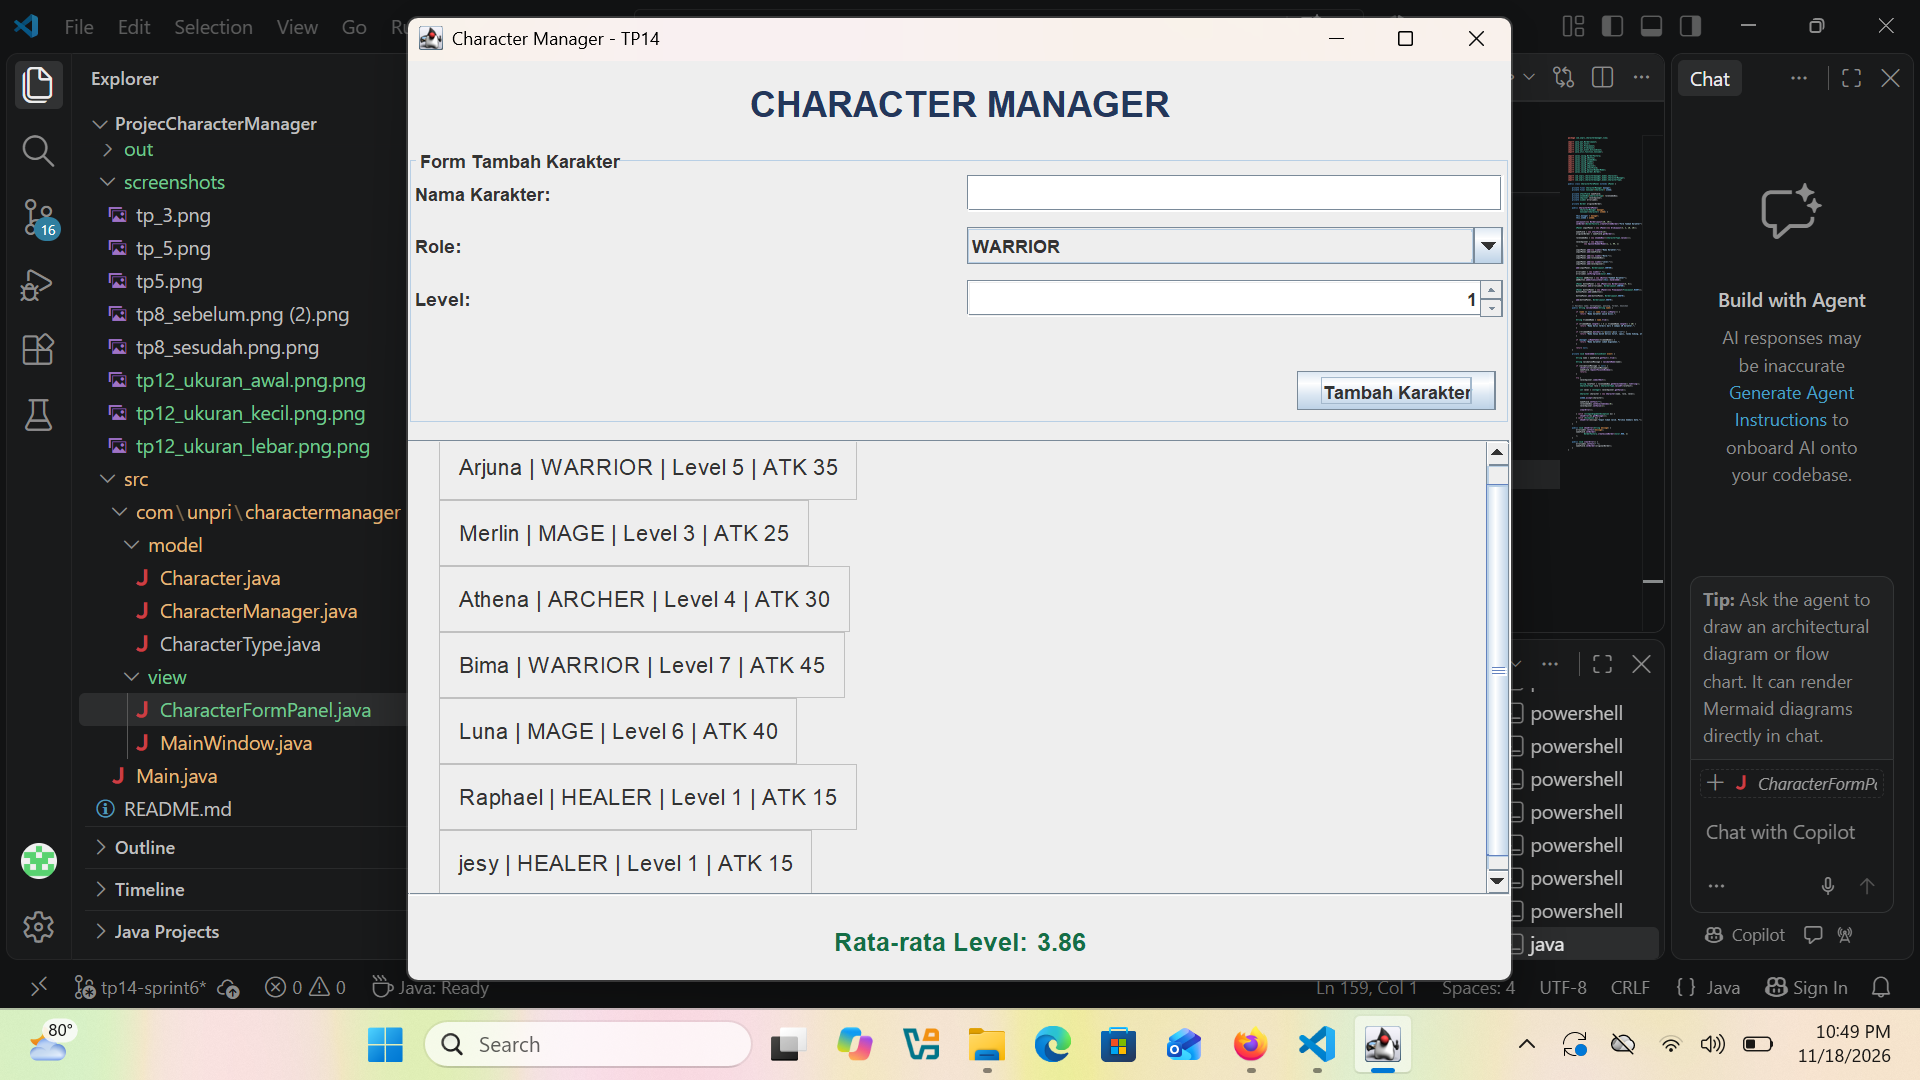 File Edit Selection View Go
Explorer
ProjecCharacterManager
out
screenshots
tp_3.png
tp_5.png
tp5.png
tp8_sebelum.png (2).png
tp8_sesudah.png.png
tp12_ukuran_awal.png.png
tp12_ukuran_kecil.png.png
tp12_ukuran_lebar.png.png
src
com\unpri\charactermanager
model
Character.java
CharacterManager.java
CharacterType.java
view
CharacterFormPanel.java
MainWindow.java
Main.java
README.md
Outline
Timeline
Java Projects
16
Character Manager - TP14
CHARACTER MANAGER
Form Tambah Karakter
Nama Karakter:
Role:
WARRIOR
Level:
1
Tambah Karakter
Arjuna | WARRIOR | Level 5 | ATK 35
Merlin | MAGE | Level 3 | ATK 25
Athena | ARCHER | Level 4 | ATK 30
Bima | WARRIOR | Level 7 | ATK 45
Luna | MAGE | Level 6 | ATK 40
Raphael | HEALER | Level 1 | ATK 15
jesy | HEALER | Level 1 | ATK 15
Rata-rata Level: 3.86
powershell
powershell
powershell
powershell
powershell
powershell
powershell
java
Chat
Build with Agent
AI responses may
be inaccurate
Generate Agent
Instructions to
onboard AI onto
your codebase.
Tip: Ask the agent to
draw an architectural
diagram or flow
chart. It can render
Mermaid diagrams
directly in chat.
Chat with Copilot
Copilot
tp14-sprint6*
0
0
Java: Ready
Ln 159, Col 1
Spaces: 4
UTF-8
CRLF
{ } Java
Sign In
80°
Search
10:49 PM
11/18/2026